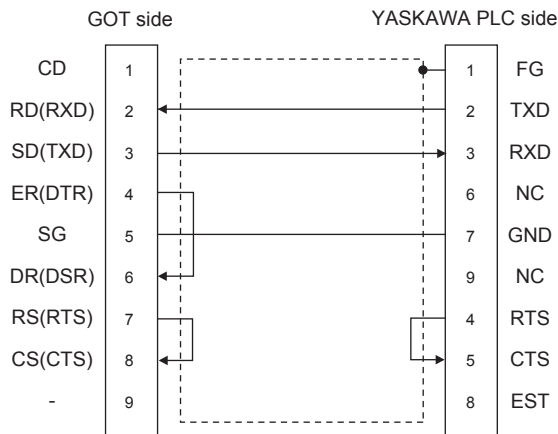 GOT side YASKAWA PLC side
CD 1 1 FG
RD(RXD) 2 2 TXD
SD(TXD) 3 3 RXD
ER(DTR) 4 6 NC
SG 5 7 GND
DR(DSR) 6 9 NC
RS(RTS) 7 4 RTS
CS(CTS) 8 5 CTS
- 9 8 EST